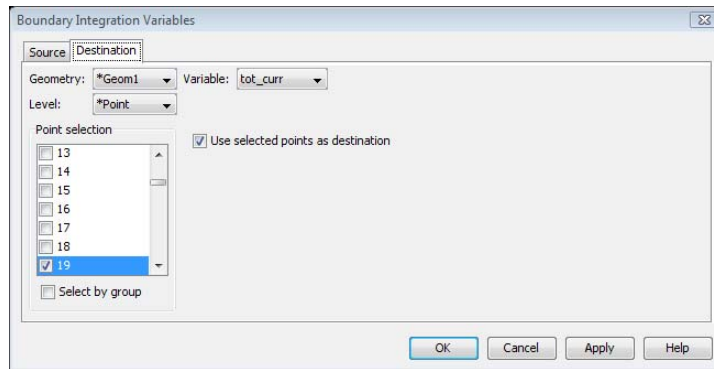 Boundary Integration Variables
Source Destination
Geometry: *Geom1 Variable: tot_curr
Level: *Point
Point selection
Use selected points as destination
13
14
15
16
17
18
19
Select by group
OK Cancel Apply Help